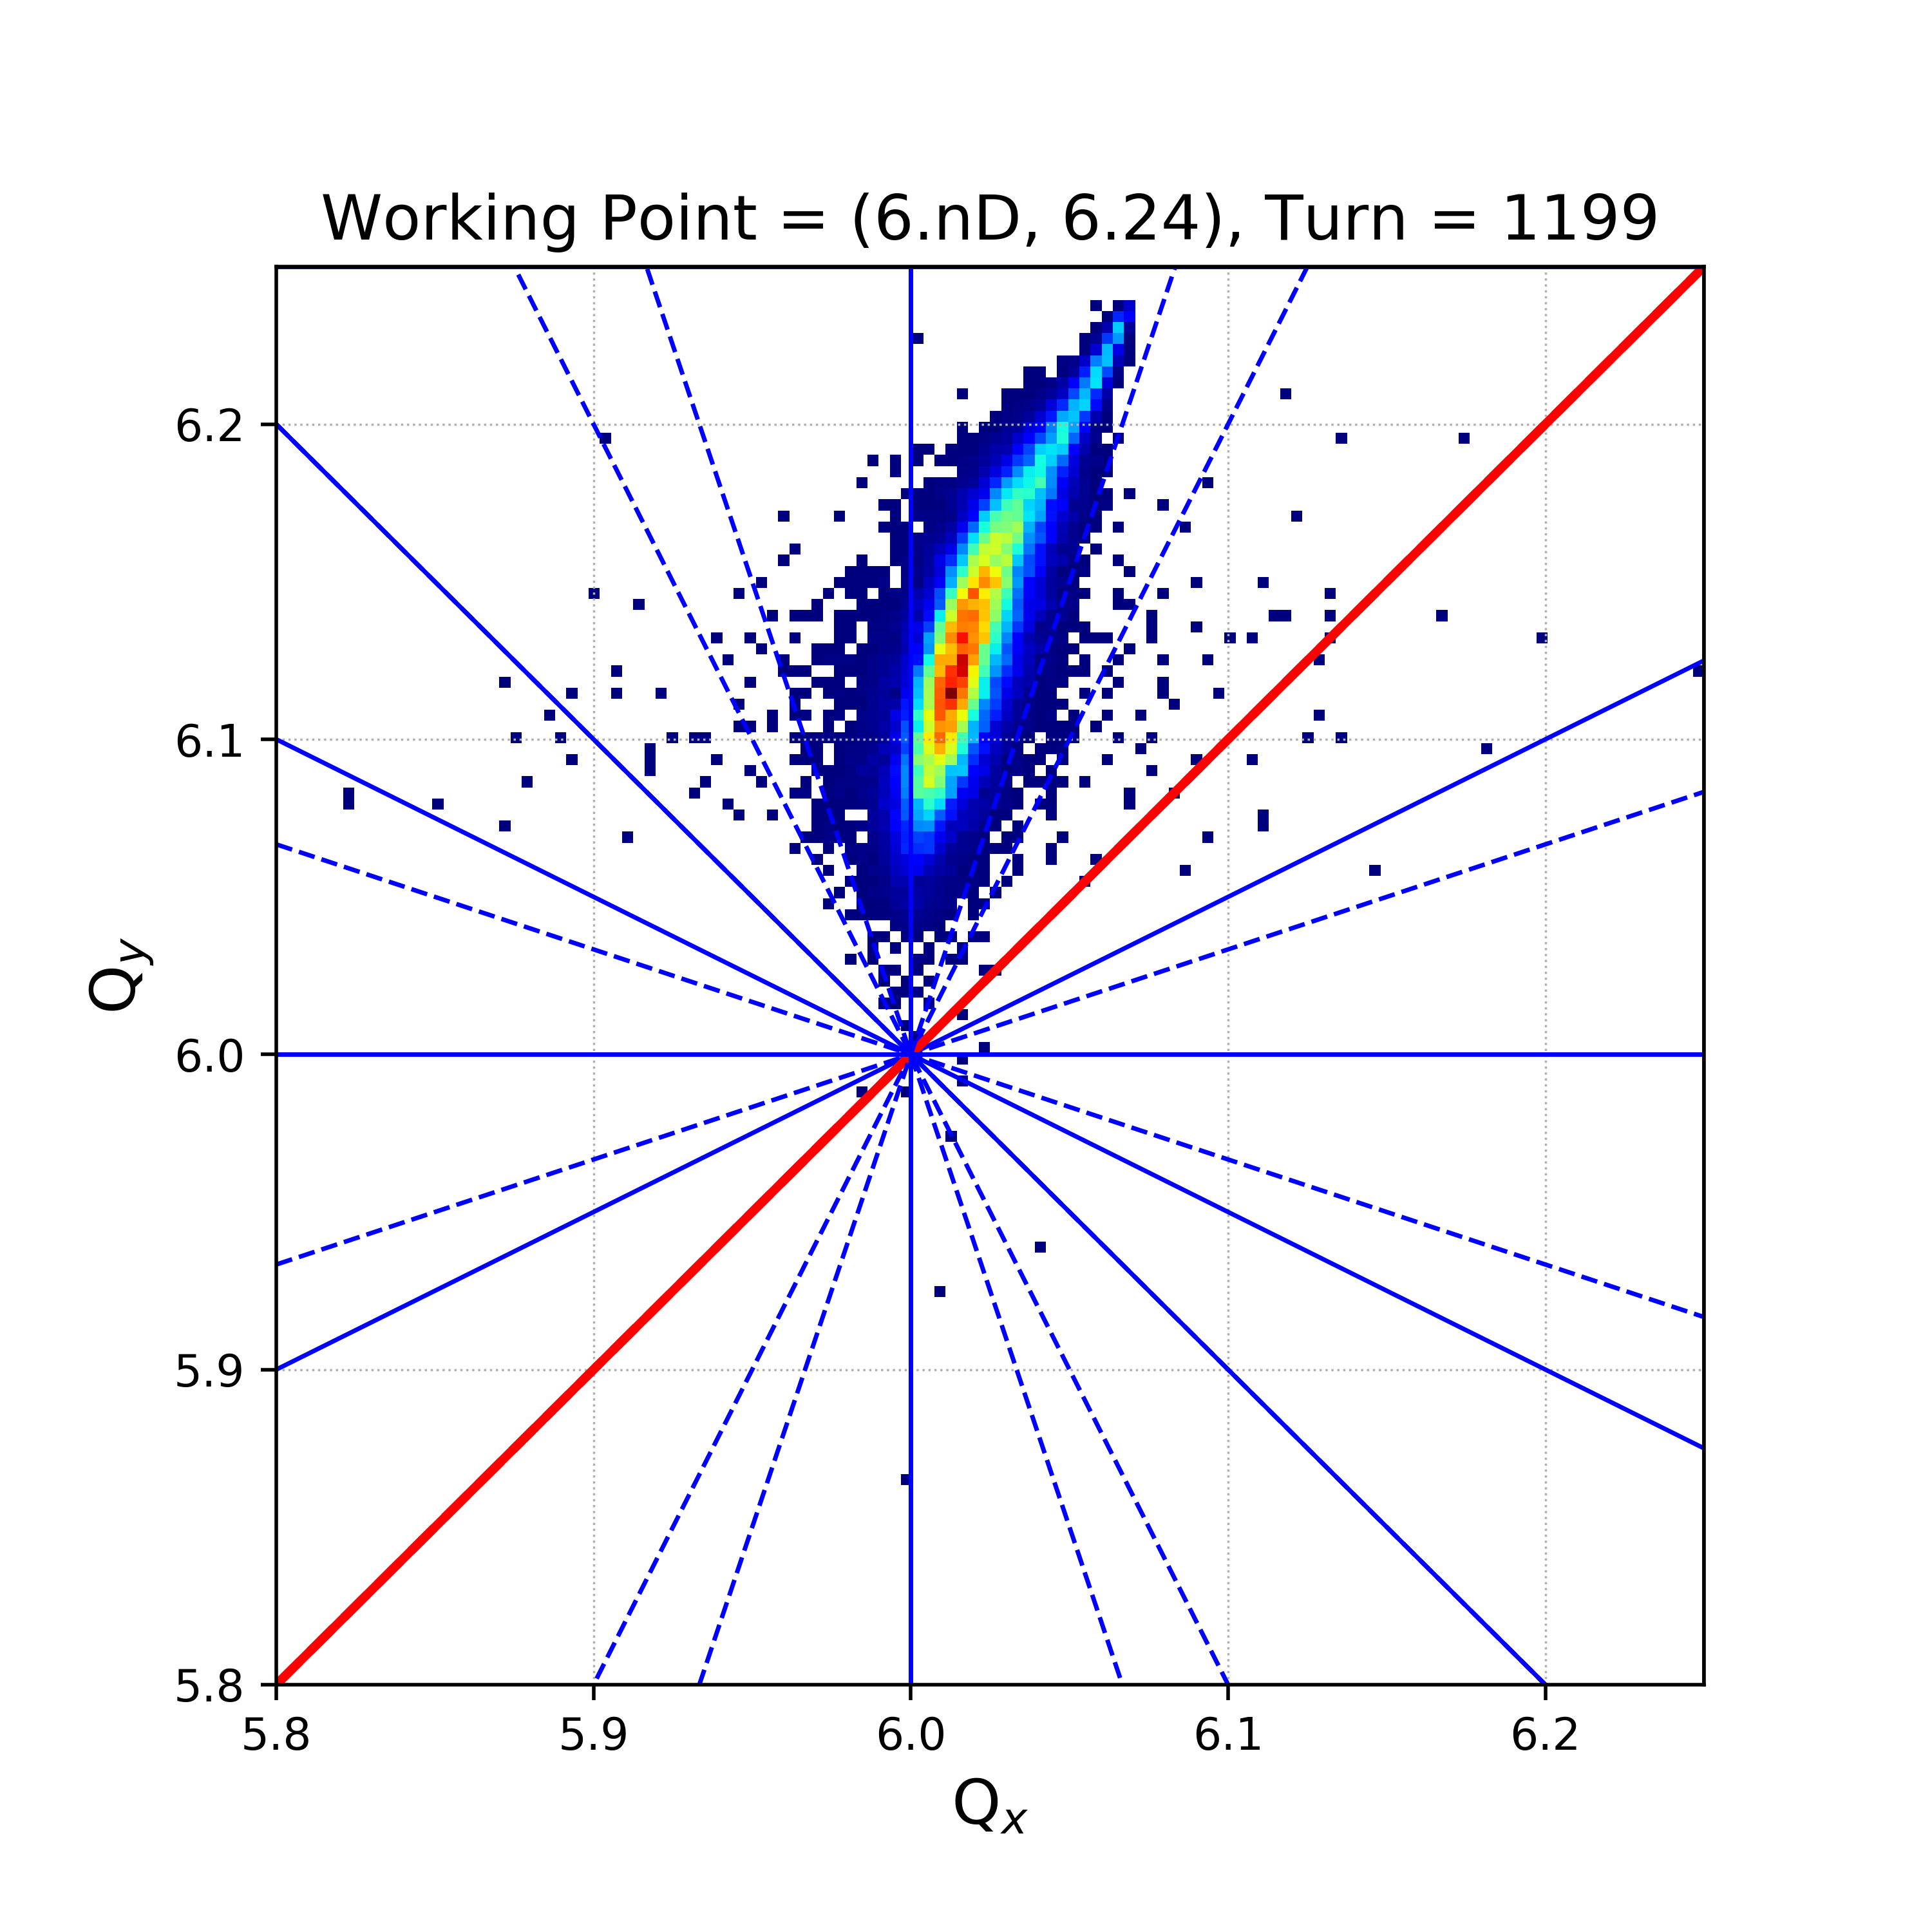 Working Point = (6.nD, 6.24), Turn = 1199
6.2
6.1
6.0
5.9
5.8
Qy
5.8 5.9 6.0 6.1 6.2
Qx